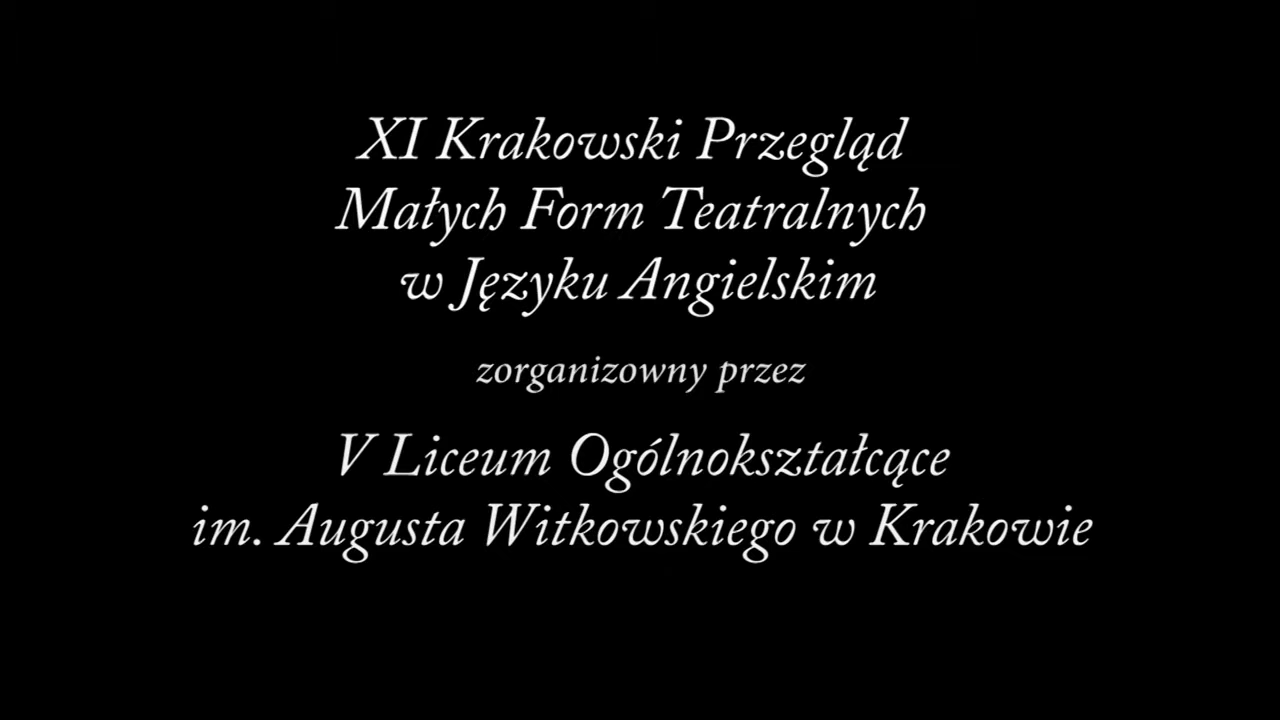 XI Krakowski Przegląd
Małych Form Teatralnych
w Języku Angielskim
zorganizowny przez
V Liceum Ogólnokształcące
im. Augusta Witkowskiego w Krakowie